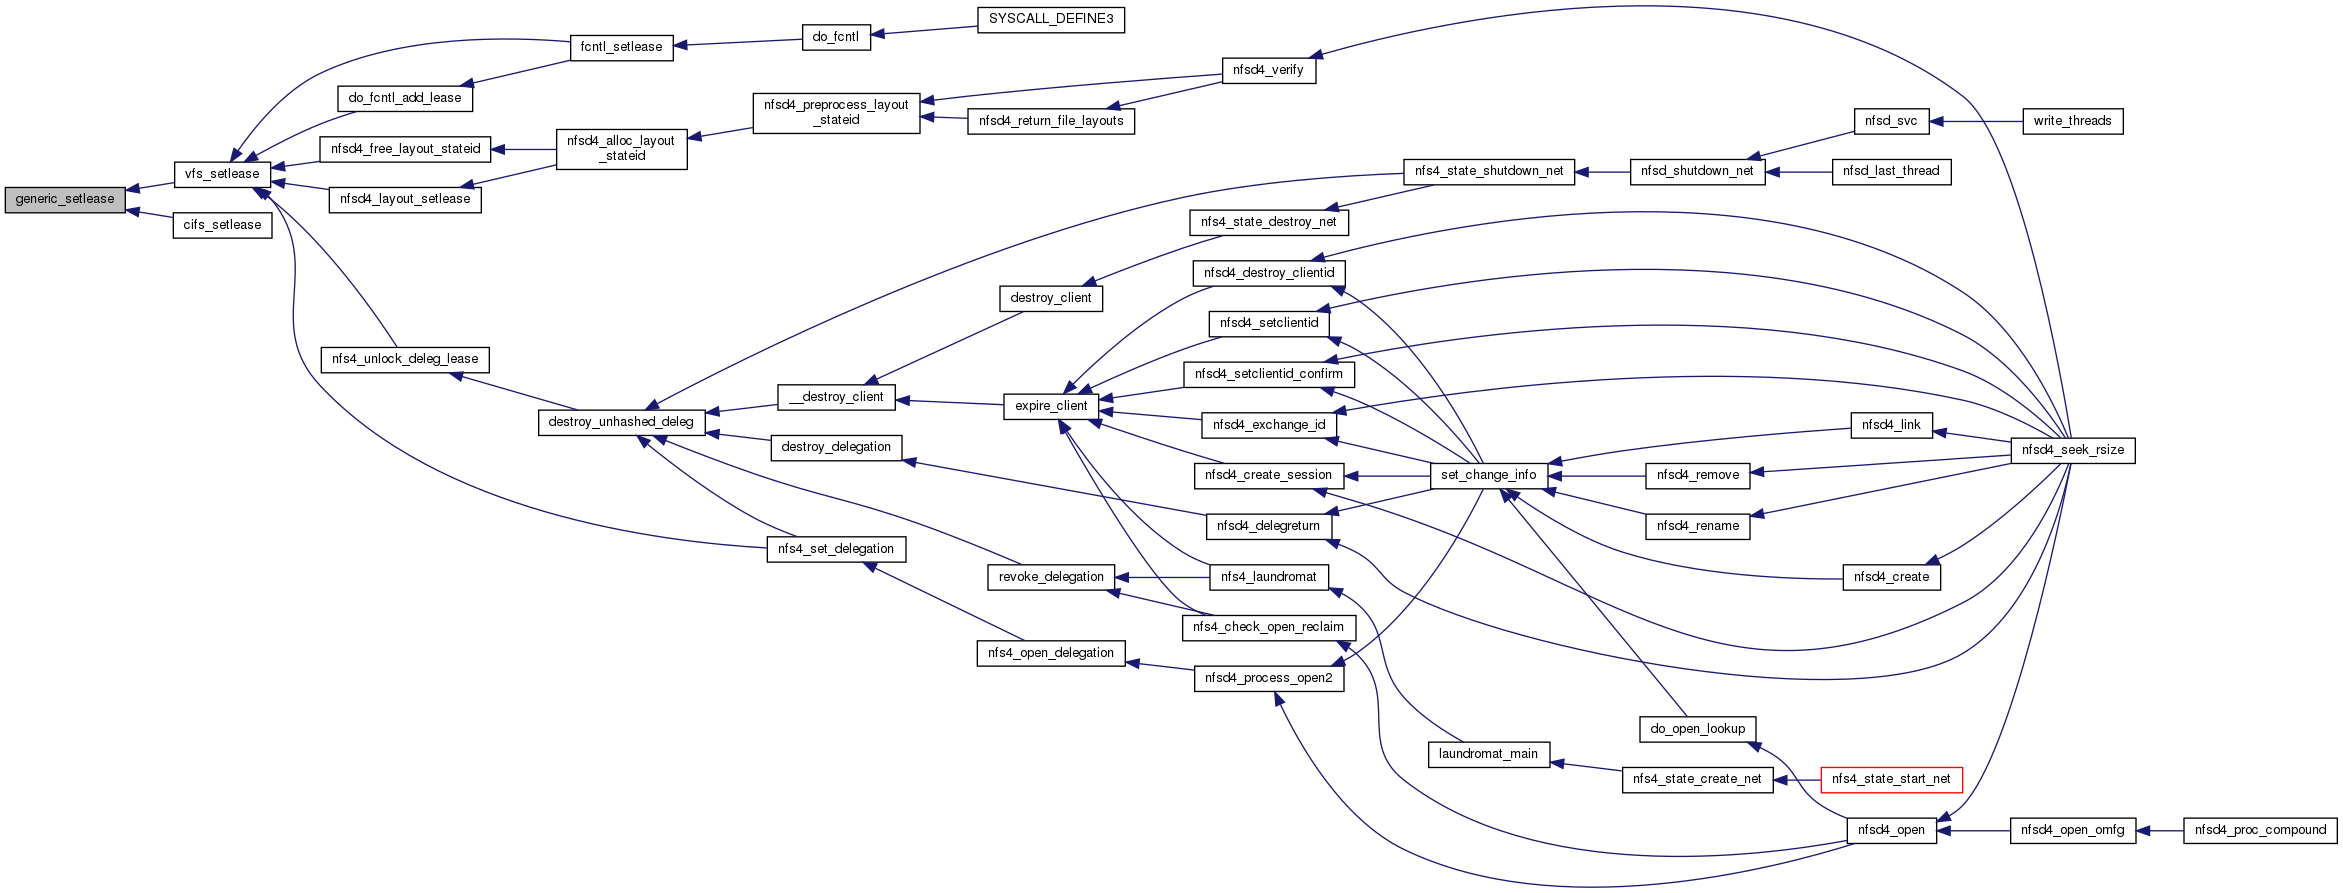 SYSCALL_DEFINE3
do_fcntl
fcntl_setlease
nfsd4_verify
do_fcntl_add_lease
nfsd4_preprocess_layout
_stateid
nfsd4_return_file_layouts
nfsd_svc
write_threads
nfsd4_free_layout_stateid
nfsd4_alloc_layout
_stateid
vfs_setlease
nfs4_state_shutdown_net
nfsd_shutdown_net
nfsd_last_thread
generic_setlease
nfsd4_layout_setlease
cifs_setlease
nfs4_state_destroy_net
nfsd4_destroy_clientid
destroy_client
nfsd4_setclientid
nfs4_unlock_deleg_lease
nfsd4_setclientid_confirm
__destroy_client
expire_client
destroy_unhashed_deleg
nfsd4_exchange_id
nfsd4_link
destroy_delegation
nfsd4_seek_rsize
nfsd4_create_session
set_change_info
nfsd4_remove
nfsd4_delegreturn
nfsd4_rename
nfs4_set_delegation
revoke_delegation
nfs4_laundromat
nfsd4_create
nfs4_check_open_reclaim
nfs4_open_delegation
nfsd4_process_open2
do_open_lookup
laundromat_main
nfs4_state_create_net
nfs4_state_start_net
nfsd4_open
nfsd4_open_omfg
nfsd4_proc_compound